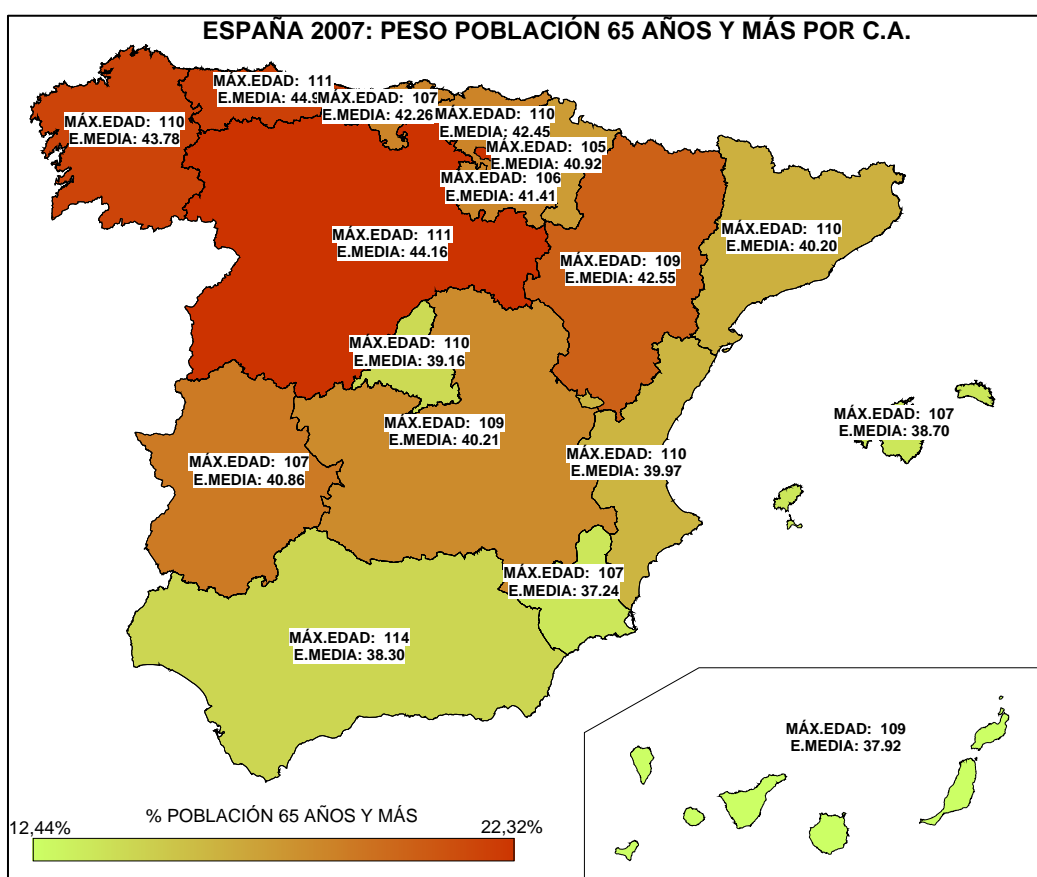 ESPAÑA 2007: PESO POBLACIÓN 65 AÑOS Y MÁS POR C.A.
MÁX.EDAD: 111
E.MEDIA: 44.9
MÁX.EDAD: 107
E.MEDIA: 42.26
MÁX.EDAD: 110
E.MEDIA: 42.45
MÁX.EDAD: 110
E.MEDIA: 43.78
MÁX.EDAD: 105
E.MEDIA: 40.92
MÁX.EDAD: 106
E.MEDIA: 41.41
MÁX.EDAD: 111
E.MEDIA: 44.16
MÁX.EDAD: 110
E.MEDIA: 40.20
MÁX.EDAD: 109
E.MEDIA: 42.55
MÁX.EDAD: 110
E.MEDIA: 39.16
MÁX.EDAD: 107
E.MEDIA: 38.70
MÁX.EDAD: 109
E.MEDIA: 40.21
MÁX.EDAD: 110
E.MEDIA: 39.97
MÁX.EDAD: 107
E.MEDIA: 40.86
MÁX.EDAD: 107
E.MEDIA: 37.24
MÁX.EDAD: 114
E.MEDIA: 38.30
MÁX.EDAD: 109
E.MEDIA: 37.92
% POBLACIÓN 65 AÑOS Y MÁS
12,44% 22,32%